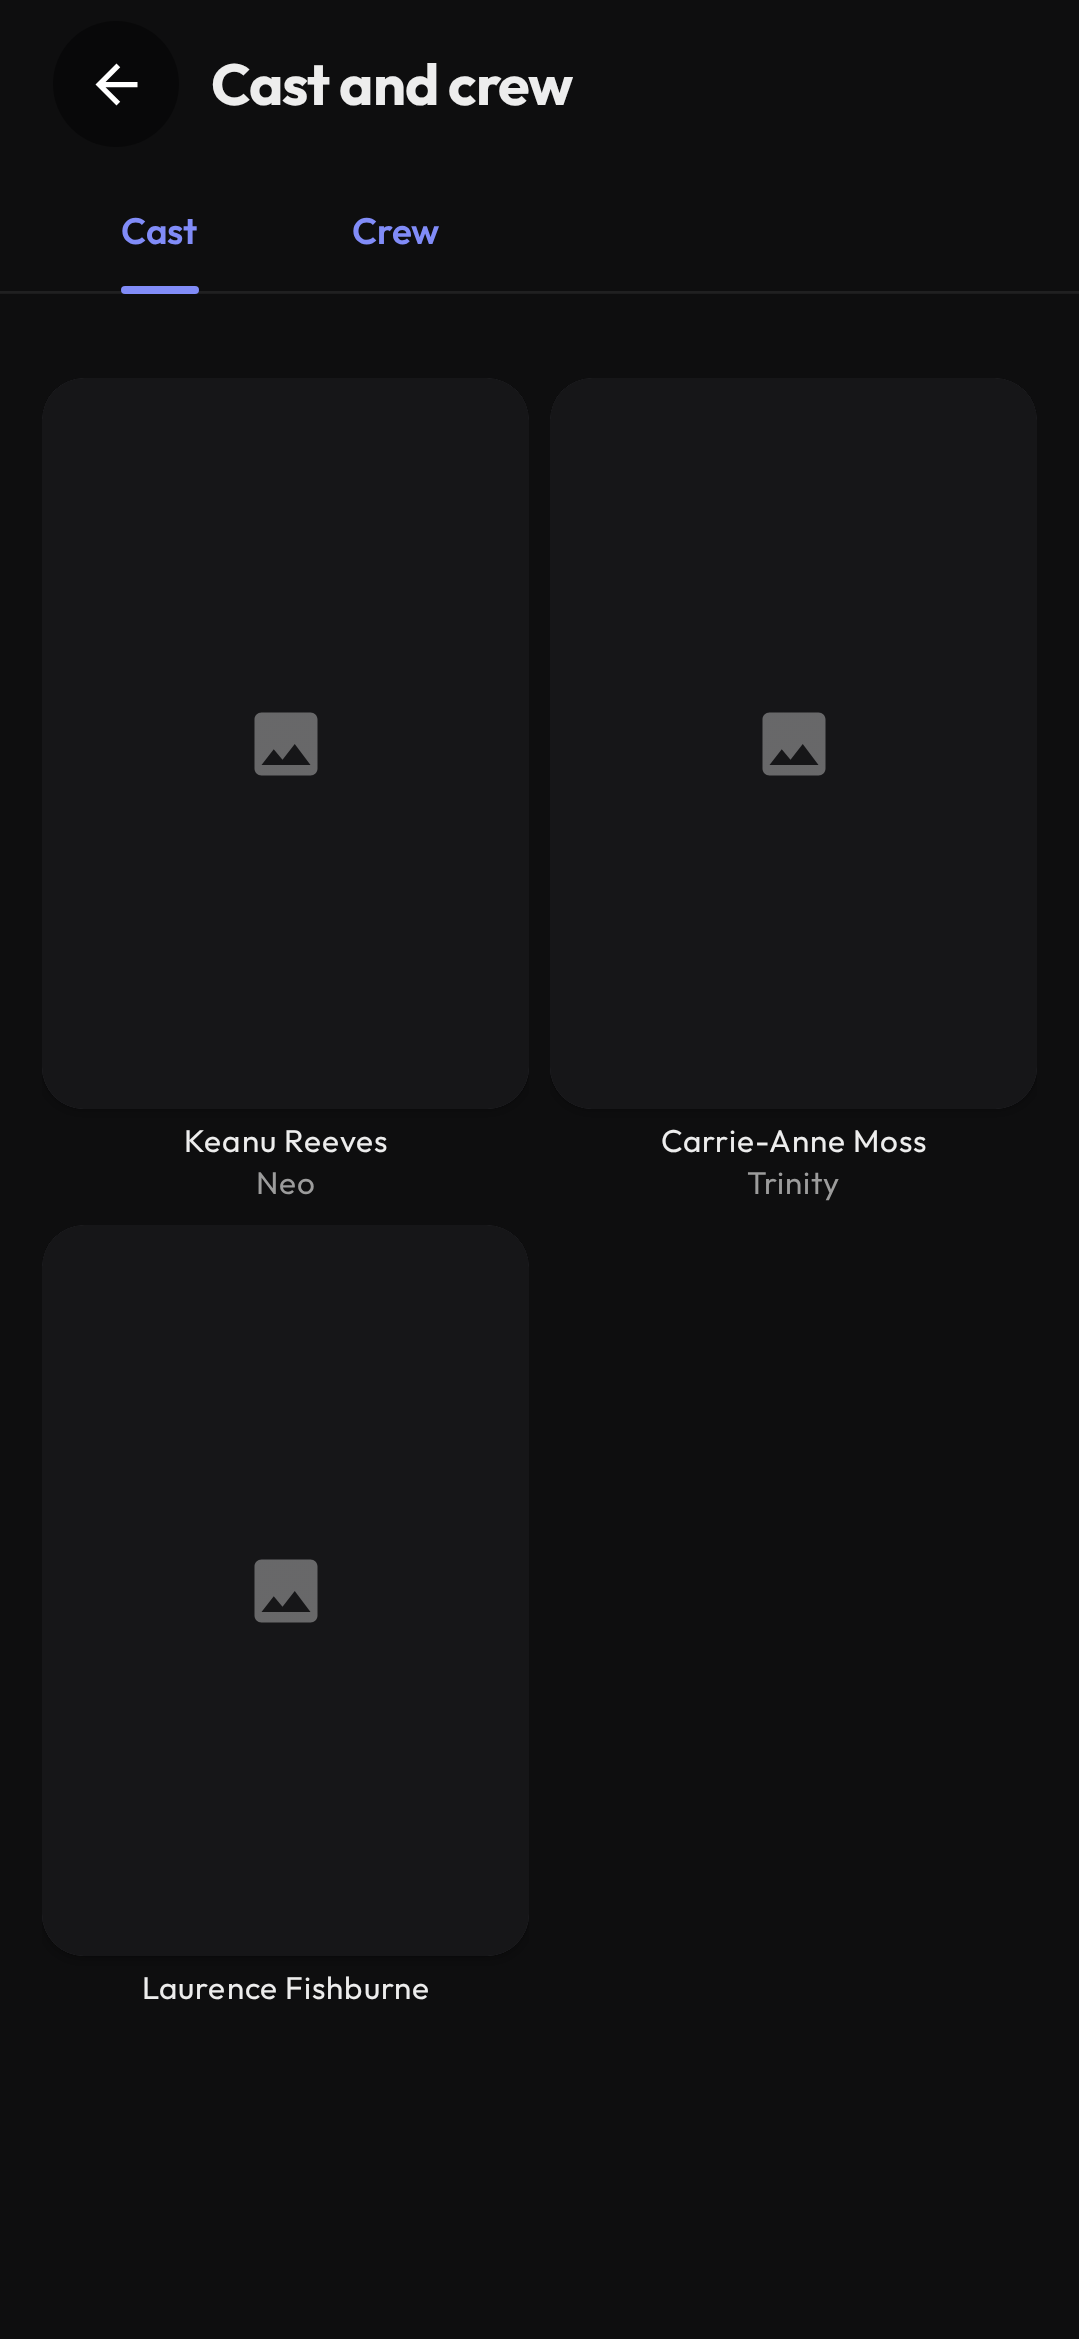 Cast and crew
Cast
Crew
Keanu Reeves
Neo
Carrie-Anne Moss
Trinity
Laurence Fishburne